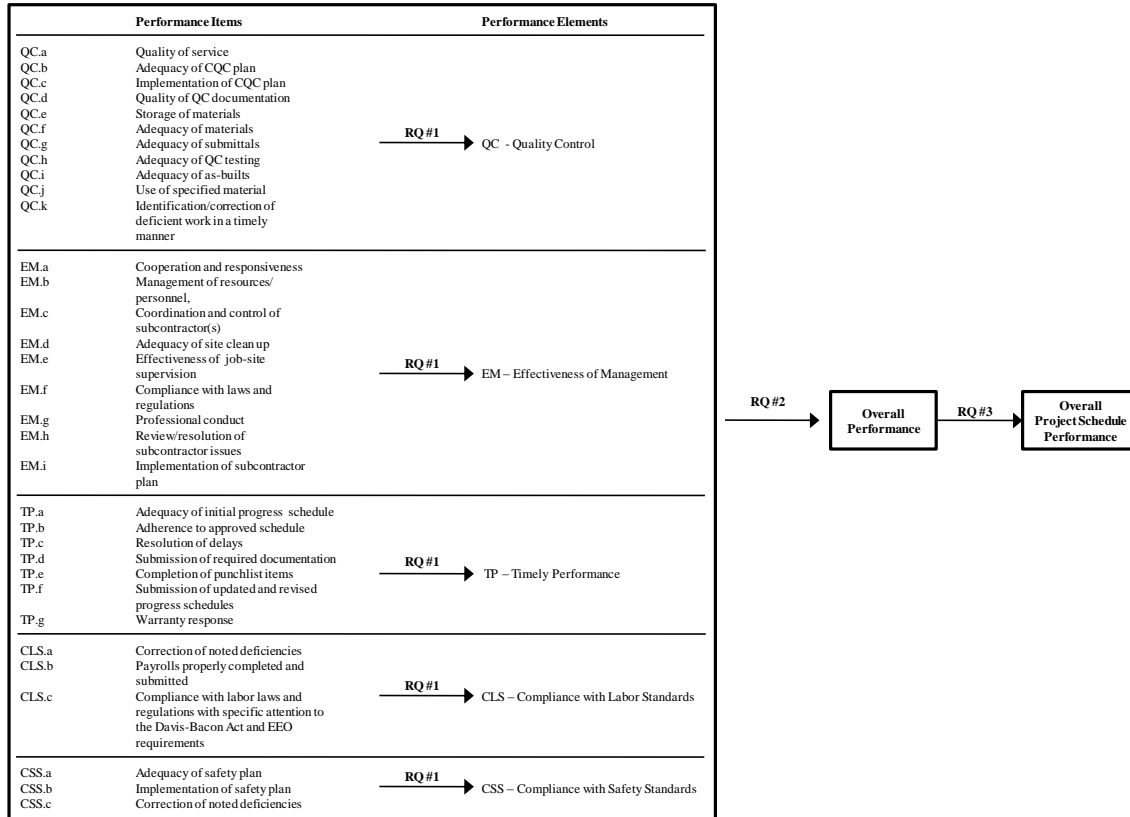 Performance Items Performance Elements
QC.a Quality of service
QC.b Adequacy of CQC plan
QC.c Implementation of CQC plan
QC.d Quality of QC documentation
QC.e Storage of materials
QC.f Adequacy of materials
RQ #1
QC.g Adequacy of submittals
QC - Quality Control
QC.h Adequacy of QC testing
QC.i Adequacy of as-builts
QC.j Use of specified material
QC.k Identification/correction of
deficient work in a timely
manner
EM.a Cooperation and responsiveness
EM.b Management of resources/
personnel,
EM.c Coordination and control of
subcontractor(s)
EM.d Adequacy of site clean up
EM.e Effectiveness of job-site
supervision
RQ #1
EM – Effectiveness of Management
EM.f Compliance with laws and
regulations
EM.g Professional conduct
EM.h Review/resolution of
subcontractor issues
EM.i Implementation of subcontractor
plan
TP.a Adequacy of initial progress schedule
TP.b Adherence to approved schedule
TP.c Resolution of delays
TP.d Submission of required documentation
RQ #1
TP.e Completion of punchlist items
TP – Timely Performance
TP.f Submission of updated and revised
progress schedules
TP.g Warranty response
CLS.a Correction of noted deficiencies
CLS.b Payrolls properly completed and
submitted
RQ #1
CLS.c Compliance with labor laws and
regulations with specific attention to
the Davis-Bacon Act and EEO
requirements
CLS – Compliance with Labor Standards
CSS.a Adequacy of safety plan
CSS.b Implementation of safety plan
CSS.c Correction of noted deficiencies
RQ #1
CSS – Compliance with Safety Standards
RQ #2
Overall
Performance
RQ #3
Overall
Project Schedule
Performance